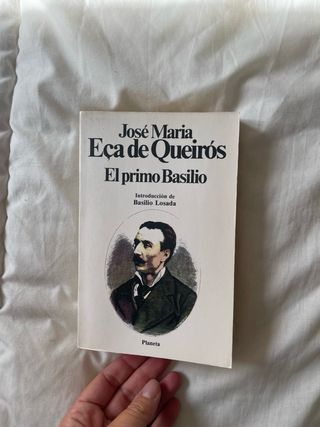 José Maria
Eça de Queirós
El primo Basilio
Introducción de
Basilio Losada
Planeta